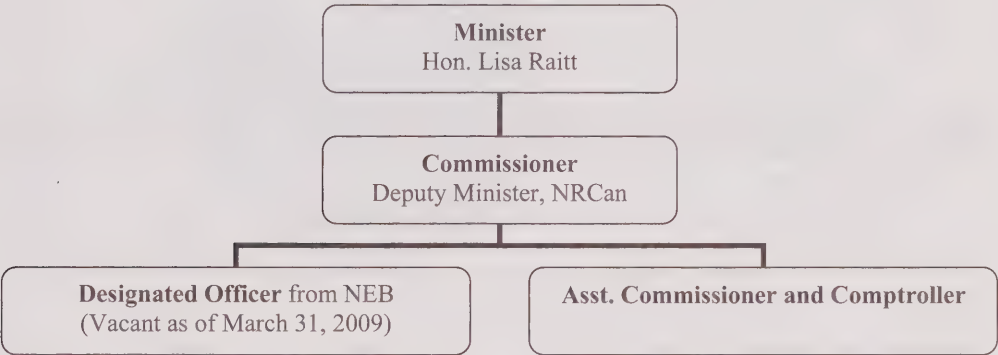 Minister
Hon. Lisa Raitt
Commissioner
Deputy Minister, NRCan
Designated Officer from NEB
(Vacant as of March 31, 2009)
Asst. Commissioner and Comptroller